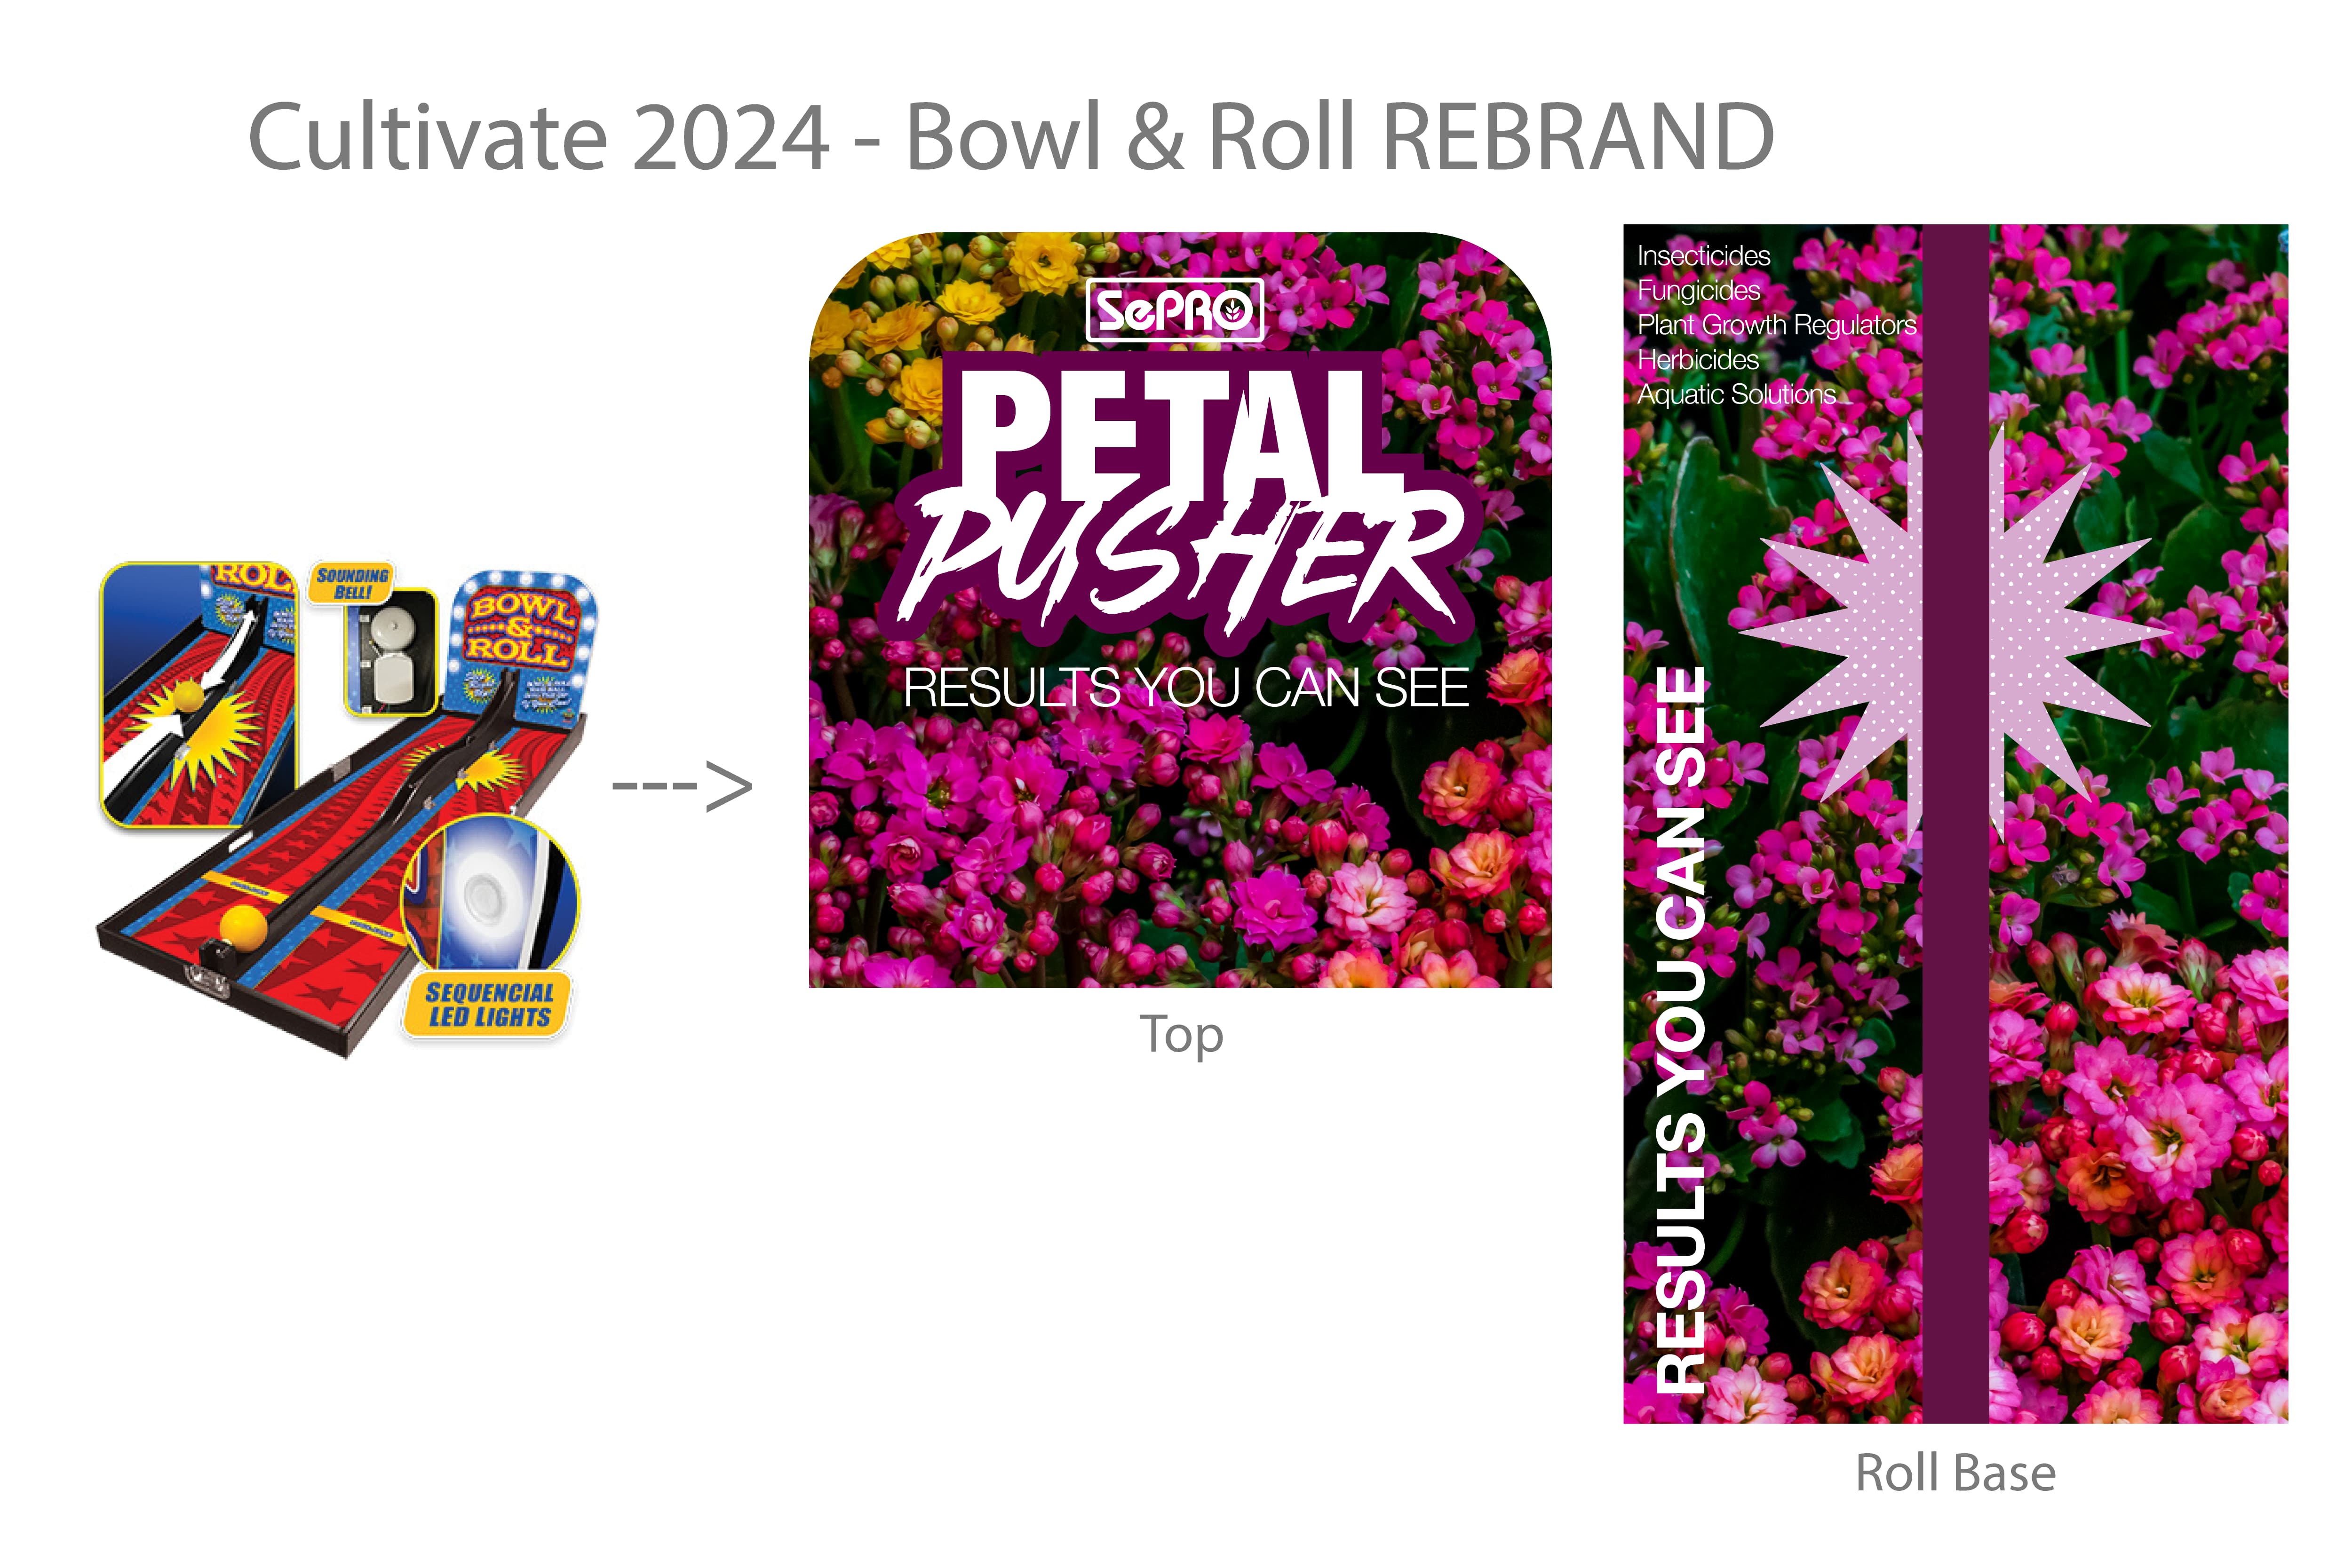 Cultivate 2024 - Bowl & Roll REBRAND
ROL
SOUNDING
BELL!
BOWL
&
ROLL
SEQUENCIAL
LED LIGHTS
--->
SePRO
PETAL
PUSHER
RESULTS YOU CAN SEE
Top
Insecticides
Fungicides
Plant Growth Regulators
Herbicides
Aquatic Solutions
RESULTS YOU CAN SEE
Roll Base